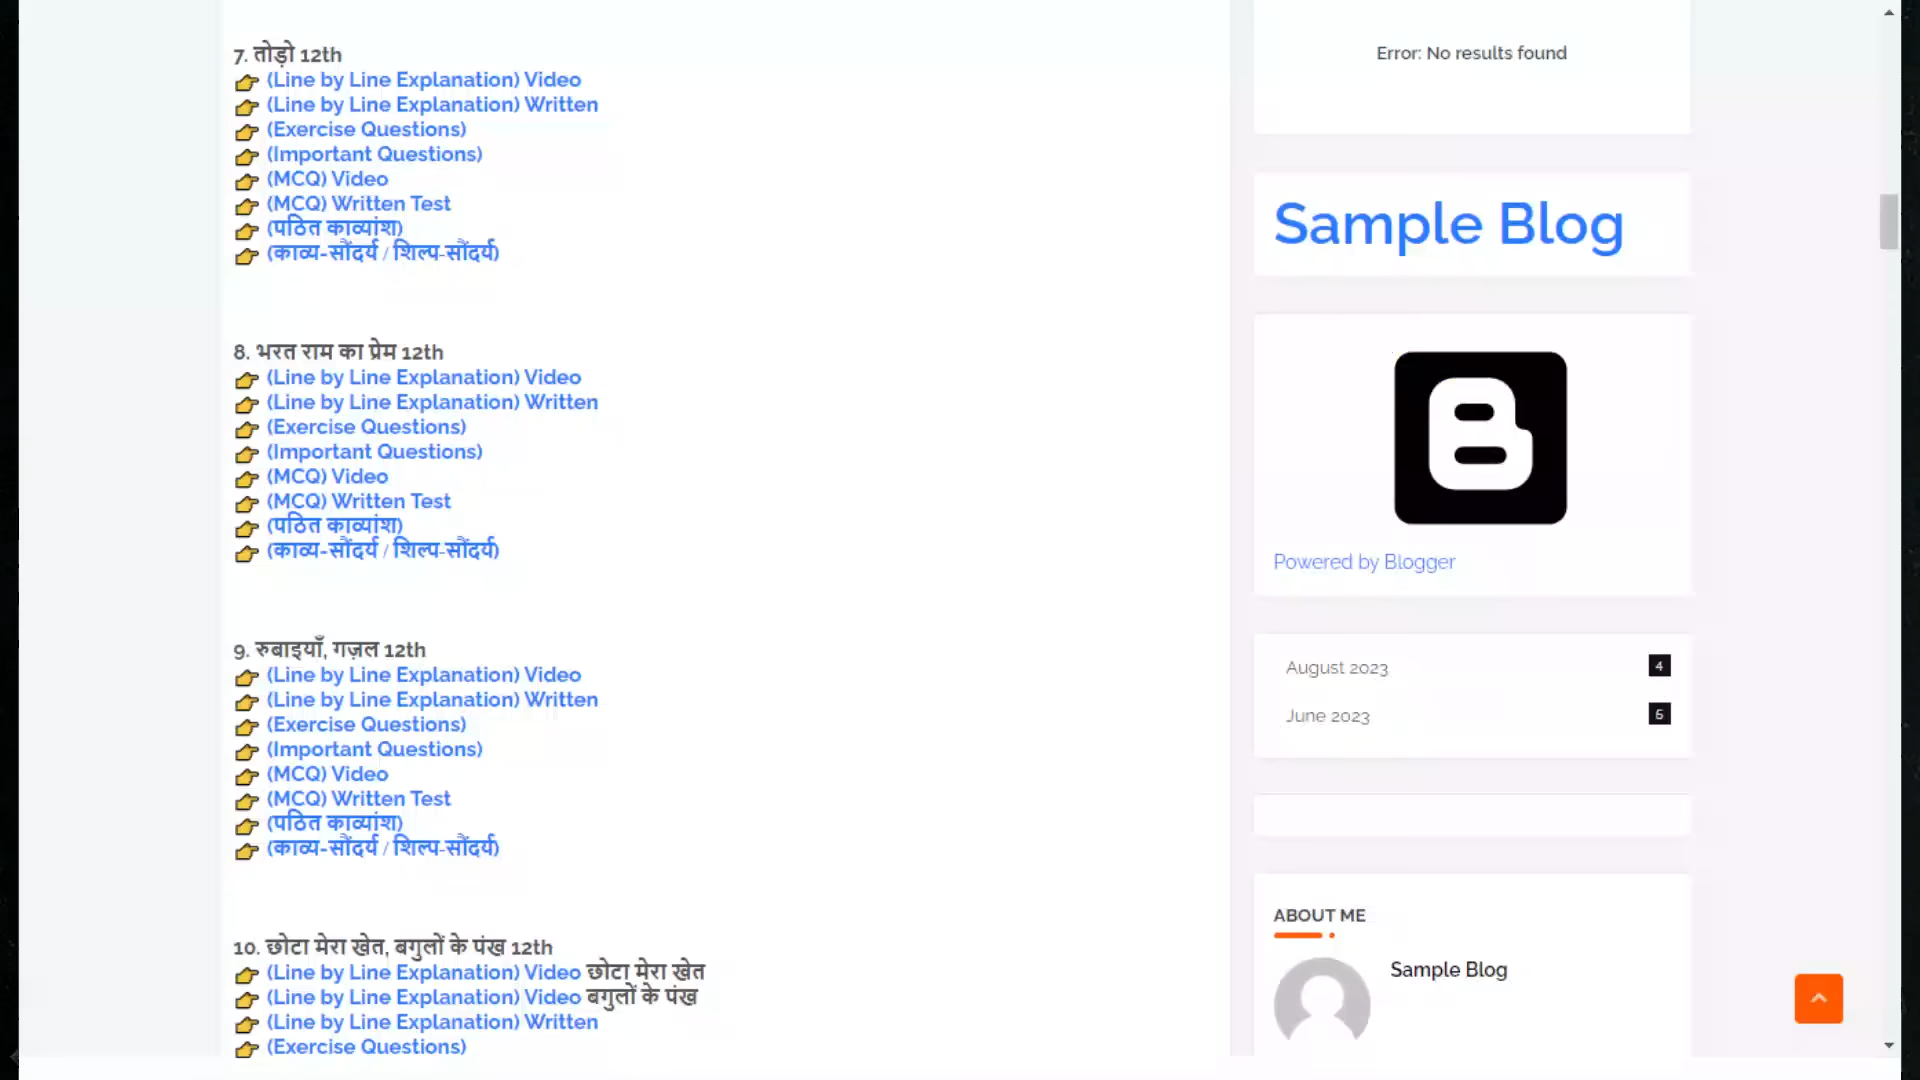 7. तोड़ो 12th
(Line by Line Explanation) Video
(Line by Line Explanation) Written
(Exercise Questions)
(Important Questions)
(MCQ) Video
(MCQ) Written Test
(पठित काव्यांश)
(काव्य-सौंदर्य / शिल्प-सौंदर्य)
8. भरत राम का प्रेम 12th
(Line by Line Explanation) Video
(Line by Line Explanation) Written
(Exercise Questions)
(Important Questions)
(MCQ) Video
(MCQ) Written Test
(पठित काव्यांश)
(काव्य-सौंदर्य / शिल्प-सौंदर्य)
9. रुबाइयाँ, गज़ल 12th
(Line by Line Explanation) Video
(Line by Line Explanation) Written
(Exercise Questions)
(Important Questions)
(MCQ) Video
(MCQ) Written Test
(पठित काव्यांश)
(काव्य-सौंदर्य / शिल्प-सौंदर्य)
10. छोटा मेरा खेत, बगुलों के पंख 12th
(Line by Line Explanation) Video छोटा मेरा खेत
(Line by Line Explanation) Video बगुलों के पंख
(Line by Line Explanation) Written
(Exercise Questions)
Error: No results found
Sample Blog
Powered by Blogger
August 2023 4
June 2023 5
ABOUT ME
Sample Blog